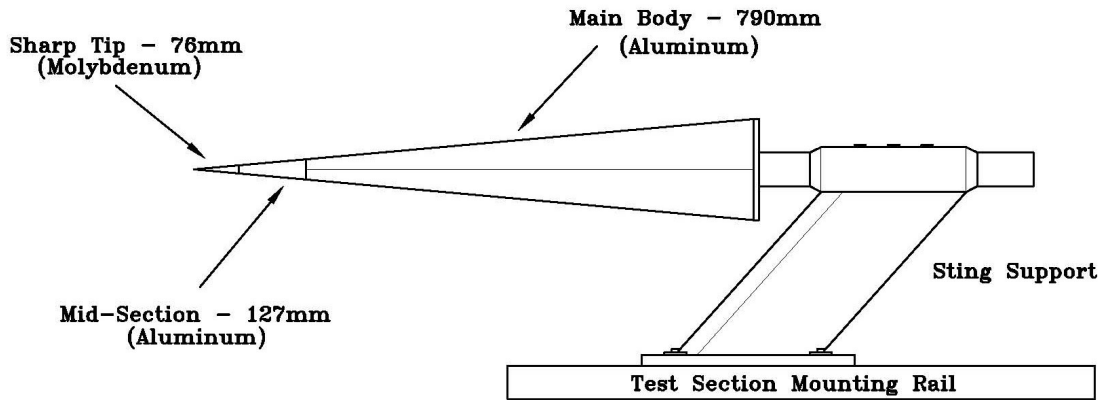 Main Body - 790mm
(Aluminum)
Sharp Tip - 76mm
(Molybdenum)
Mid-Section - 127mm
(Aluminum)
Sting Support
Test Section Mounting Rail